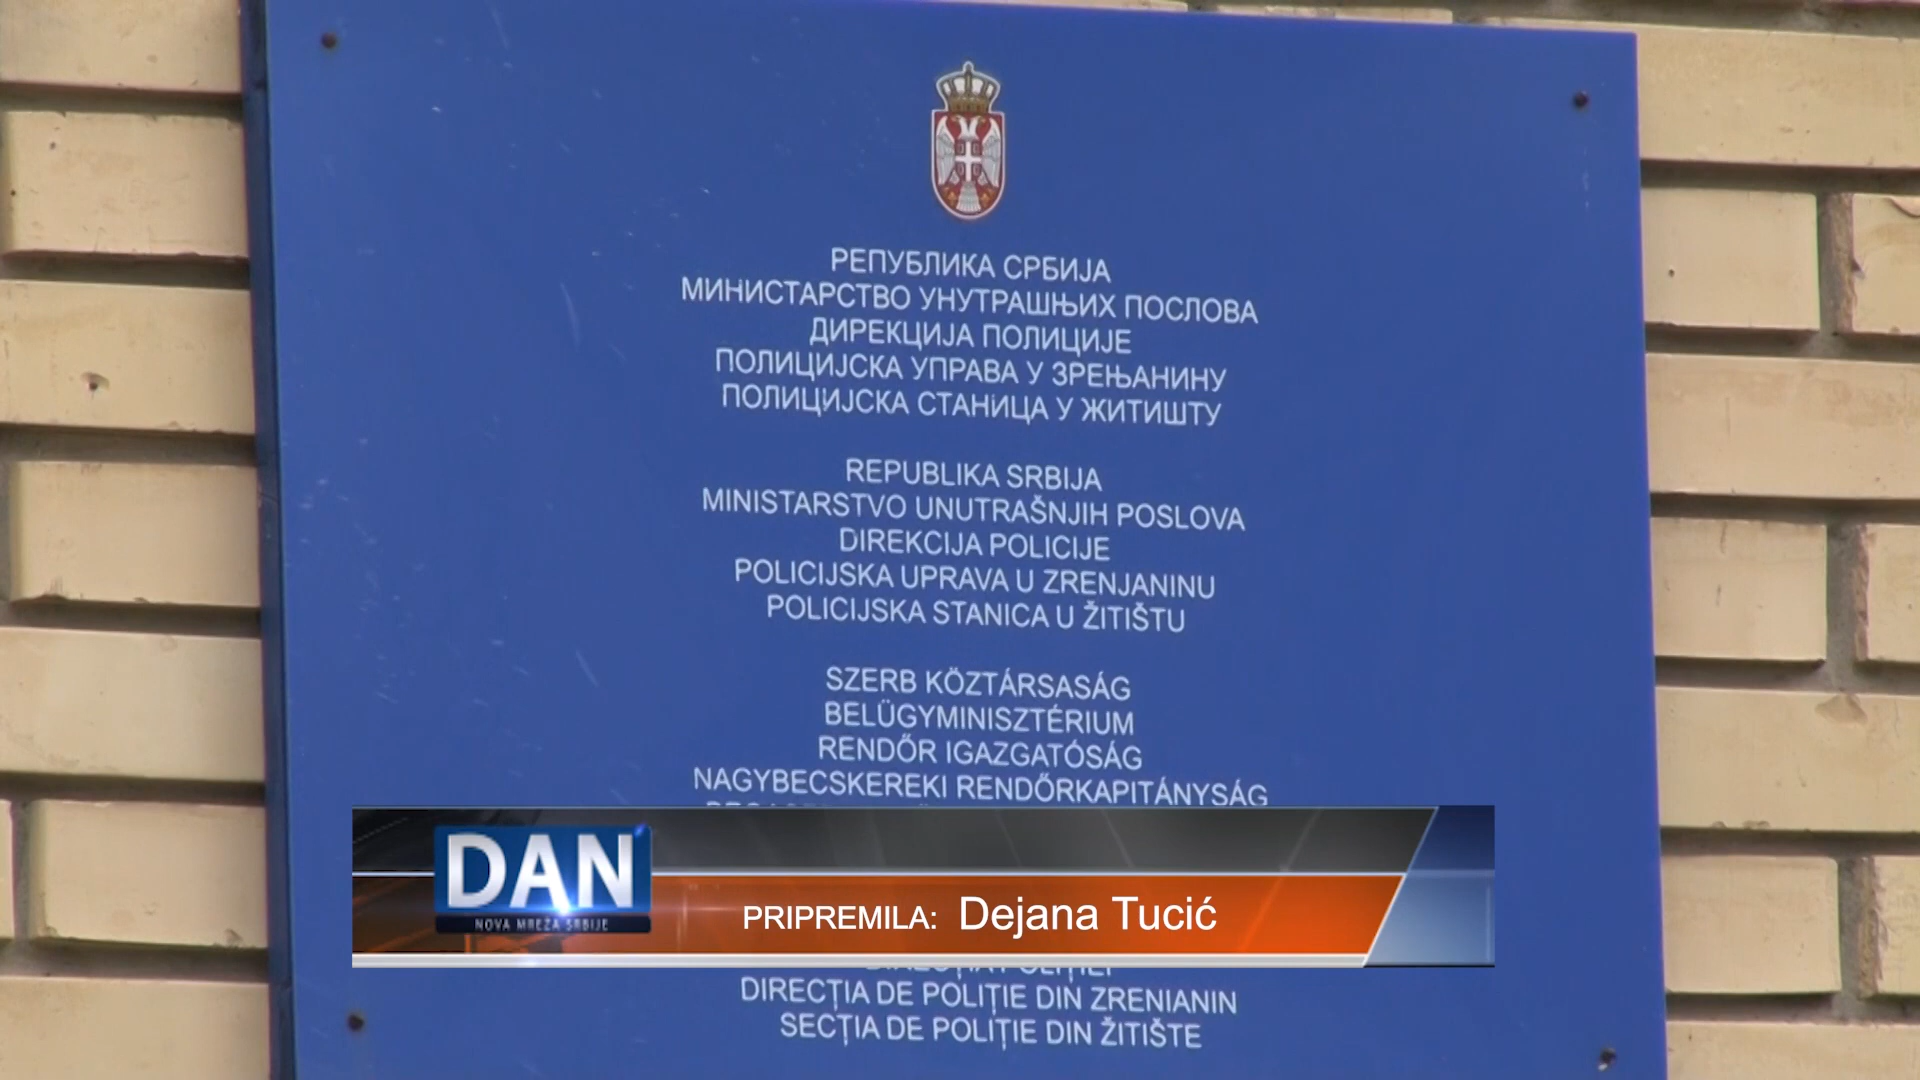 РЕПУБЛИКА СРБИЈА
МИНИСТАРСТВО УНУТРАШЊИХ ПОСЛОВА
ДИРЕКЦИЈА ПОЛИЦИЈЕ
ПОЛИЦИЈСКА УПРАВА У ЗРЕЊАНИНУ
ПОЛИЦИЈСКА СТАНИЦА У ЖИТИШТУ
REPUBLIKA SRBIJA
MINISTARSTVO UNUTRAŠNJIH POSLOVA
DIREKCIJA POLICIJE
POLICIJSKA UPRAVA U ZRENJANINU
POLICIJSKA STANICA U ŽITIŠTU
SZERB KÖZTÁRSASÁG
BELÜGYMINISZTÉRIUM
RENDŐR IGAZGATÓSÁG
NAGYBECSKEREKI RENDŐRKAPITÁNYSÁG
DAN
NOVA MREŽA SRBIJE
PRIPREMILA: Dejana Tucić
DIRECȚIA DE POLIȚIE DIN ZRENIANIN
SECȚIA DE POLIȚIE DIN ŽITIŠTE